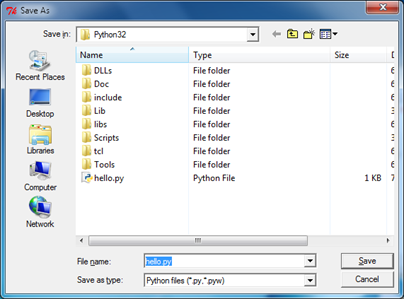 Save As
Save in: Python32
Name Type Size D
DLLs File folder 6
Doc File folder 6
include File folder 6
Lib File folder 3
libs File folder 6
Scripts File folder 3
tcl File folder 6
Tools File folder 6
hello.py Python File 1 KB 7
Recent Places
Desktop
Libraries
Computer
Network
File name: hello.py Save
Save as type: Python files (*.py,*.pyw) Cancel